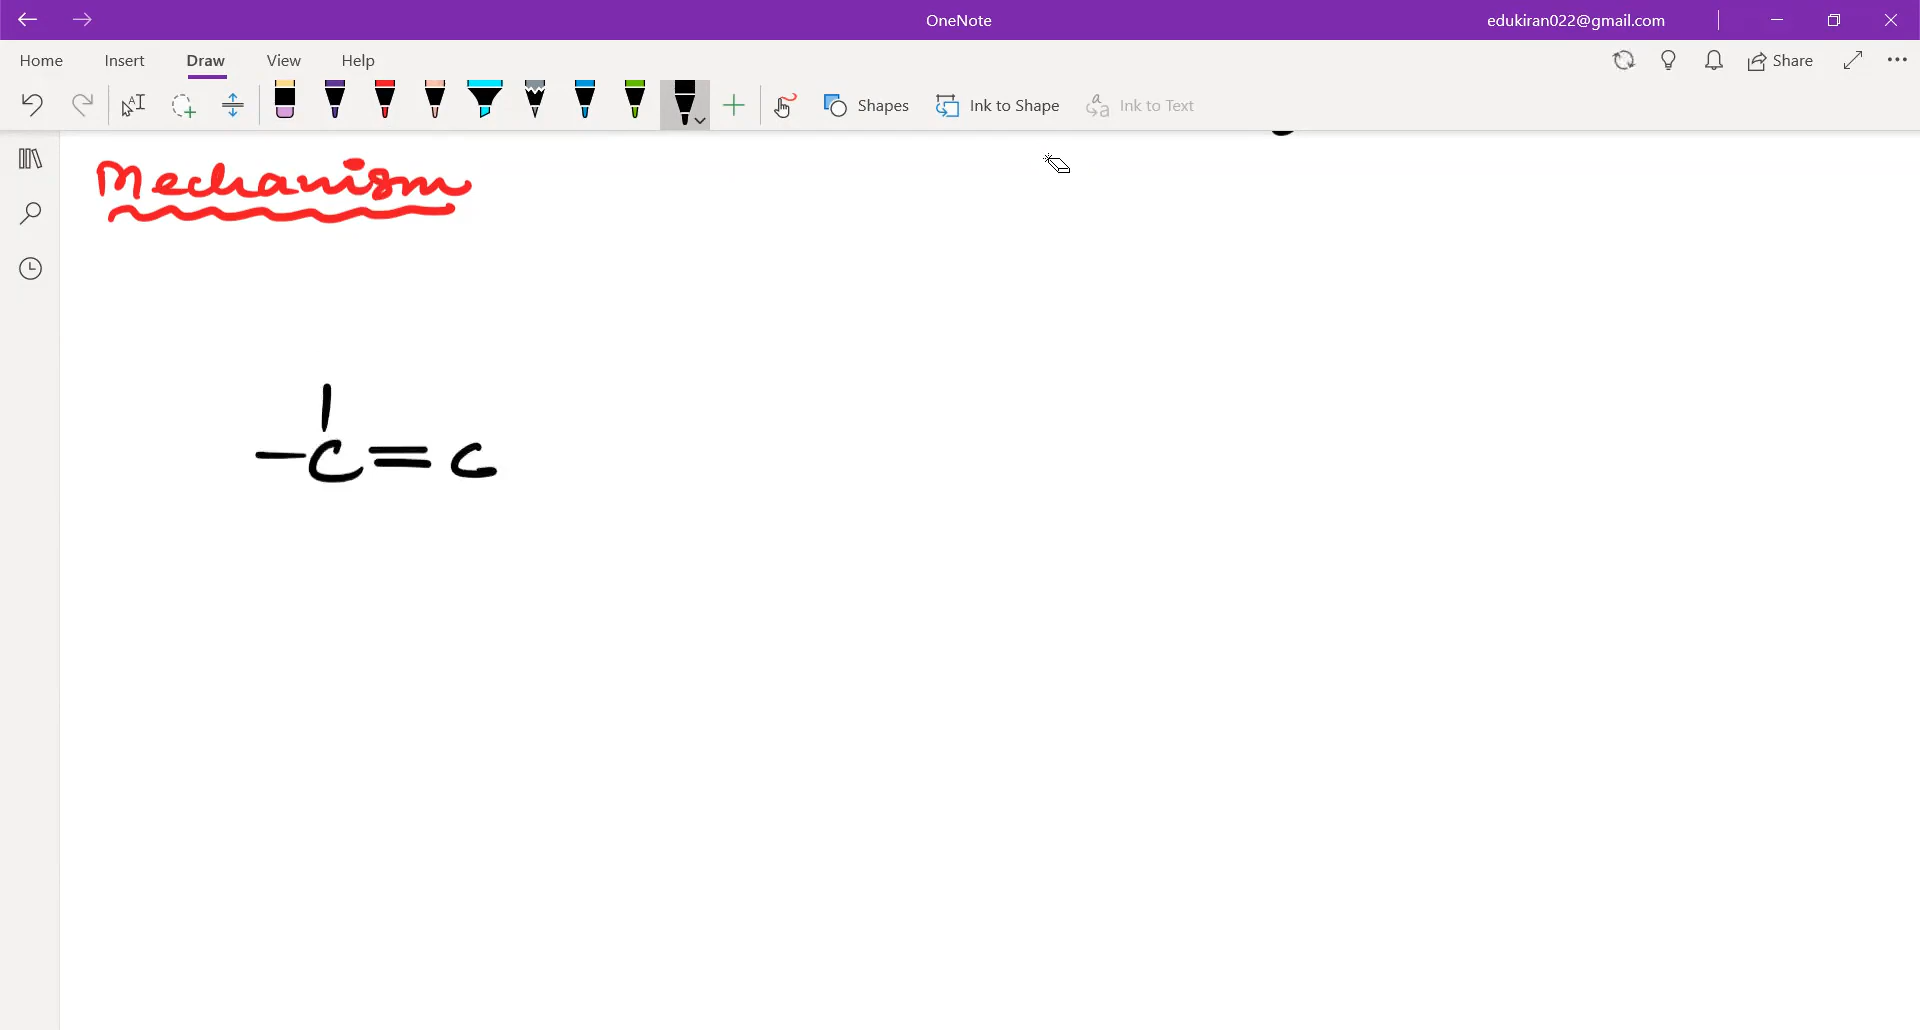 OneNote
edukiran022@gmail.com
Home Insert Draw View Help
Share
Shapes Ink to Shape Ink to Text
Mechanism
-C=C